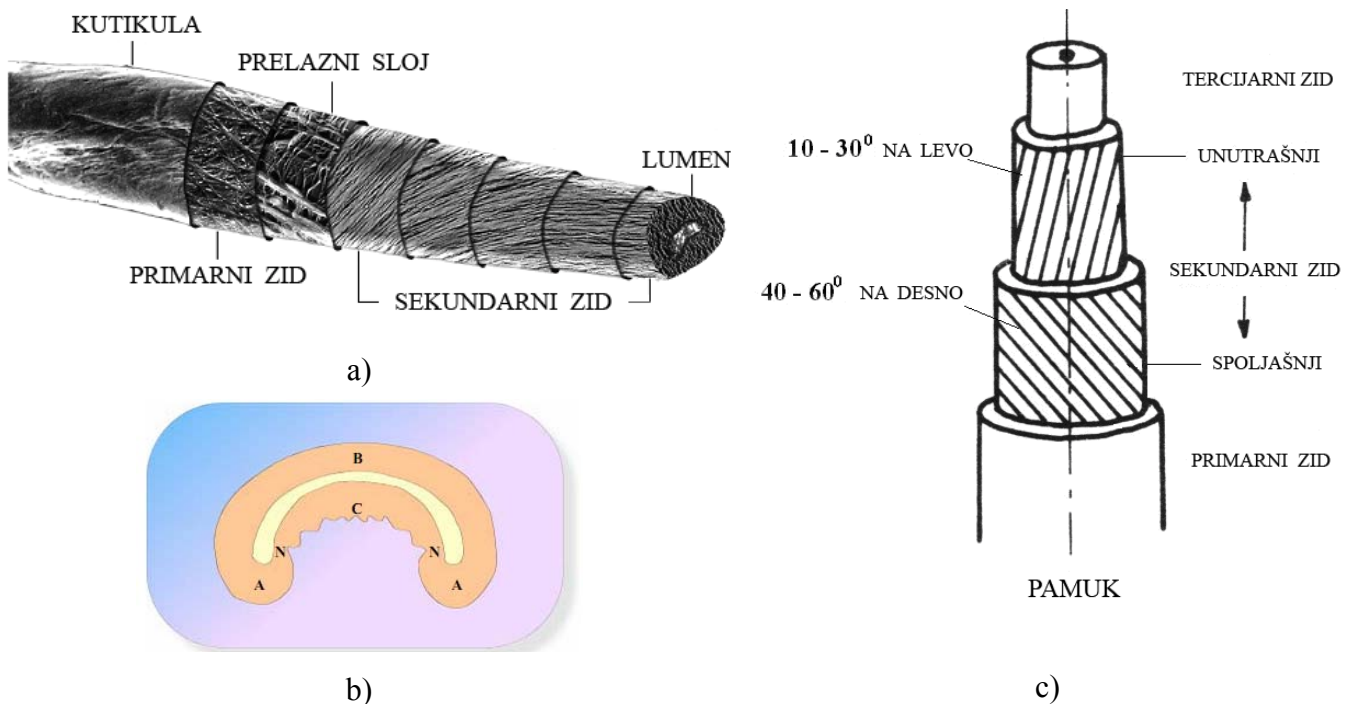 KUTIKULA
PRELAZNI SLOJ
LUMEN
PRIMARNI ZID
SEKUNDARNI ZID
a)
B
C
N
N
A
A
b)
TERCIJARNI ZID
10 - 30⁰ NA LEVO
UNUTRAŠNJI
SEKUNDARNI ZID
40 - 60⁰ NA DESNO
SPOLJAŠNJI
PRIMARNI ZID
PAMUK
c)